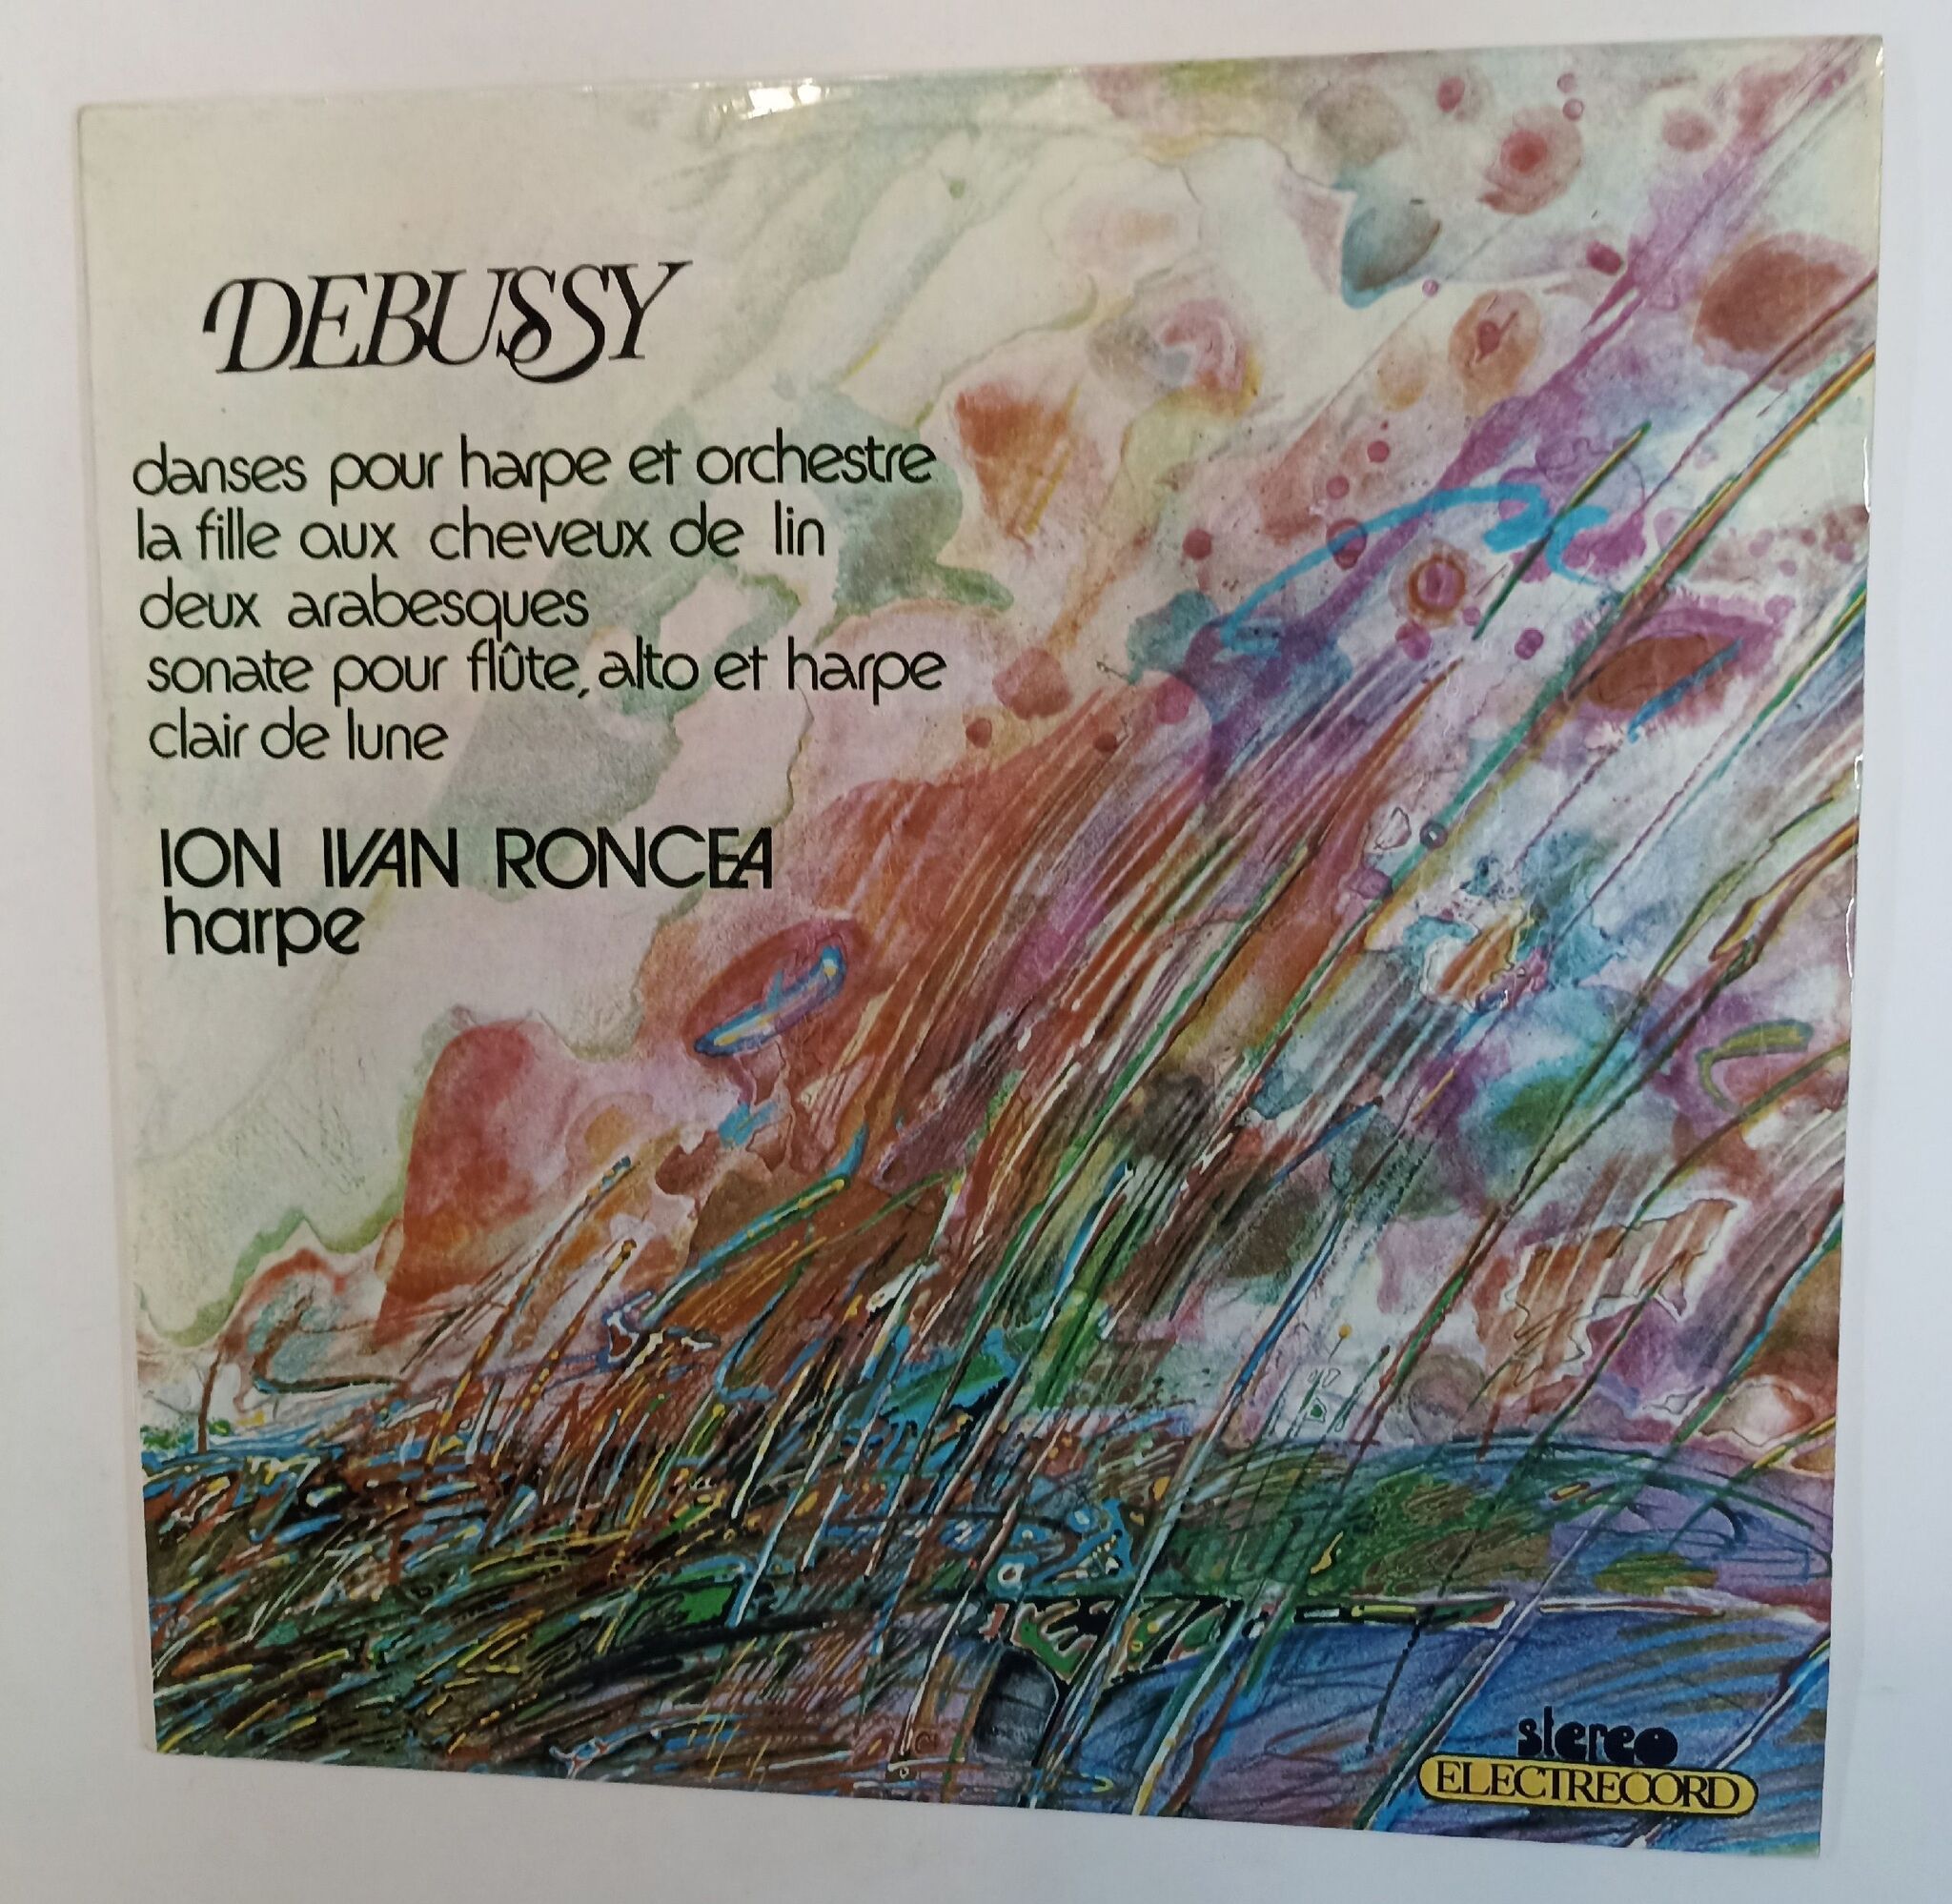 DEBUSSY
danses pour harpe et orchestre
la fille aux cheveux de lin
deux arabesques
sonate pour flûte, alto et harpe
clair de lune
ION IVAN RONCEA
harpe
stereo
ELECTRECORD